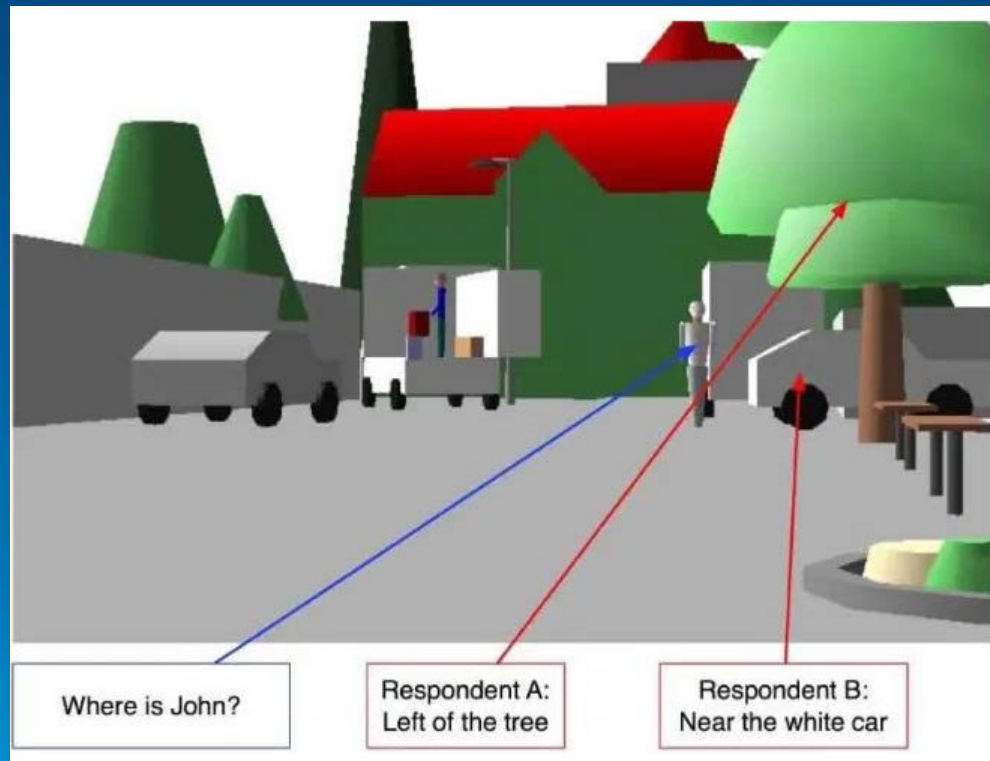 Where is John?
Respondent A:
Left of the tree
Respondent B:
Near the white car